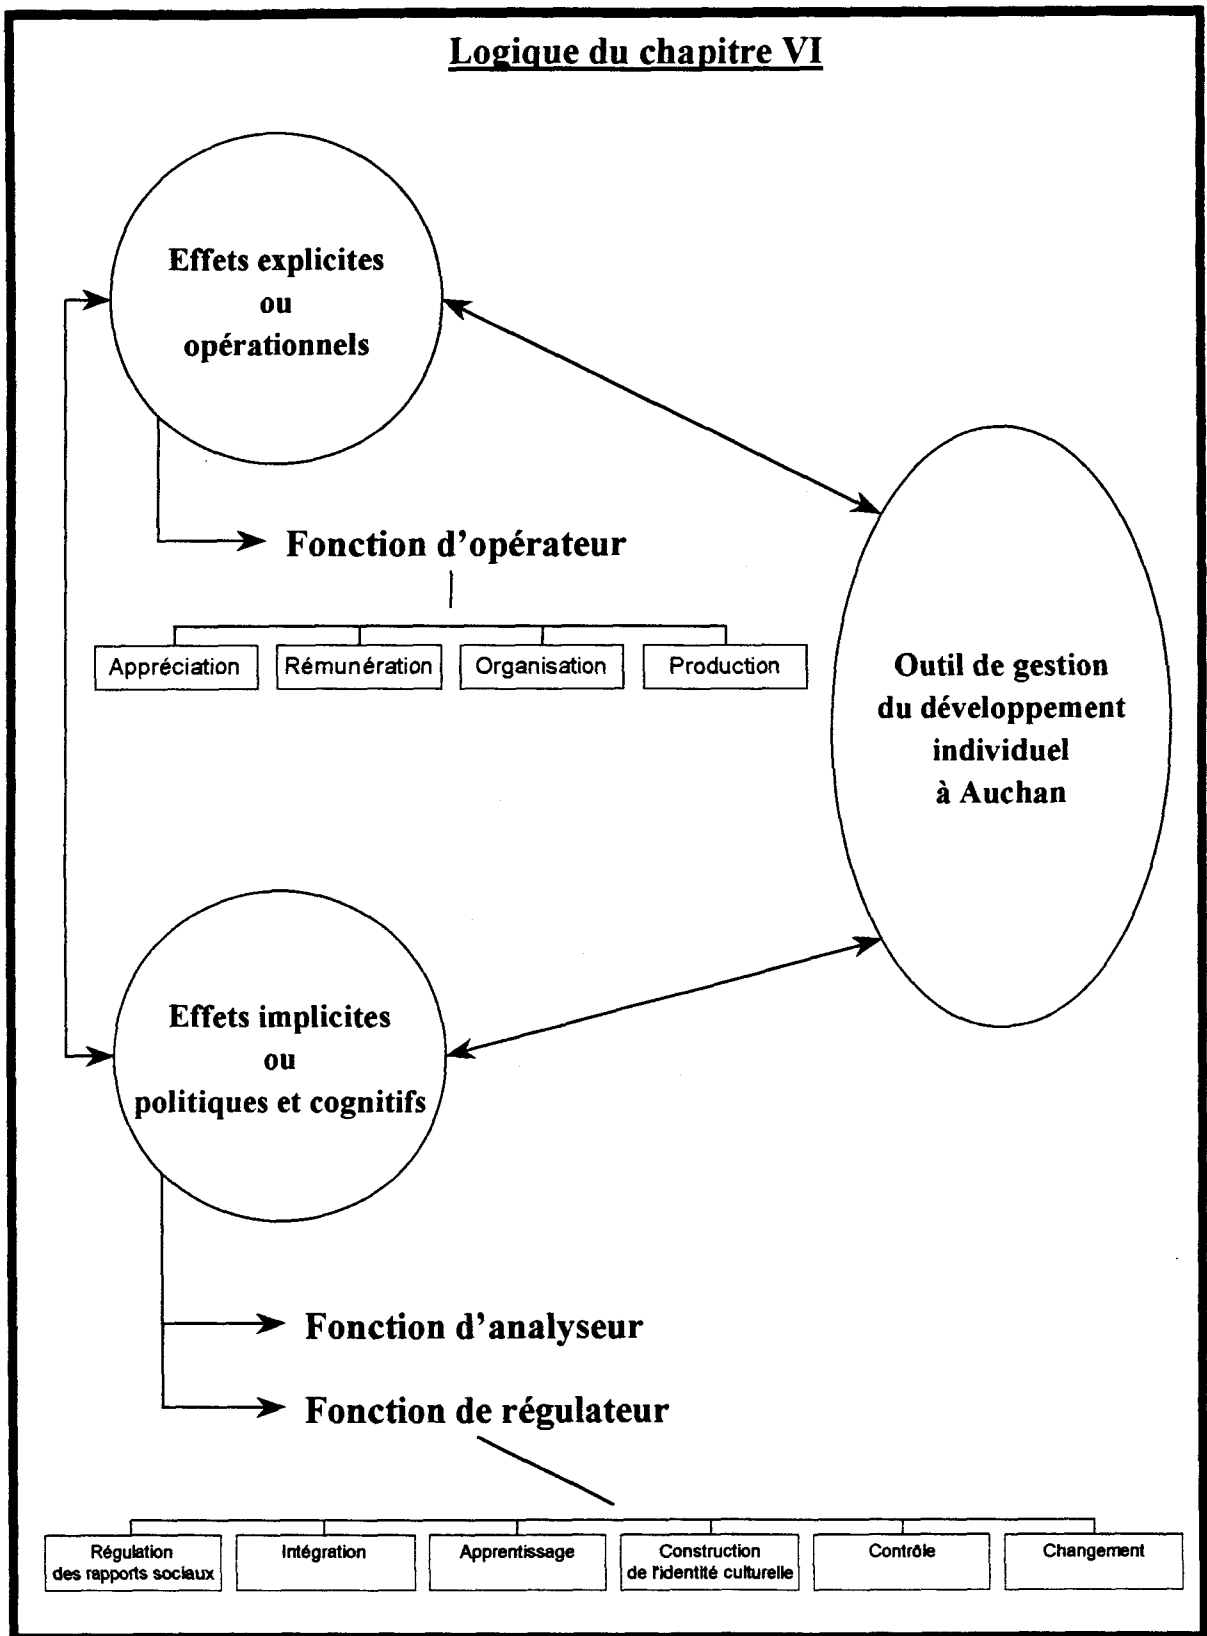 Logique du chapitre VI
Effets explicites
ou
opérationnels
Fonction d'opérateur
Appréciation
Rémunération
Organisation
Production
Outil de gestion
du développement
individuel
à Auchan
Effets implicites
ou
politiques et cognitifs
Fonction d'analyseur
Fonction de régulateur
Régulation
des rapports sociaux
Intégration
Apprentissage
Construction
de l'identité culturelle
Contrôle
Changement